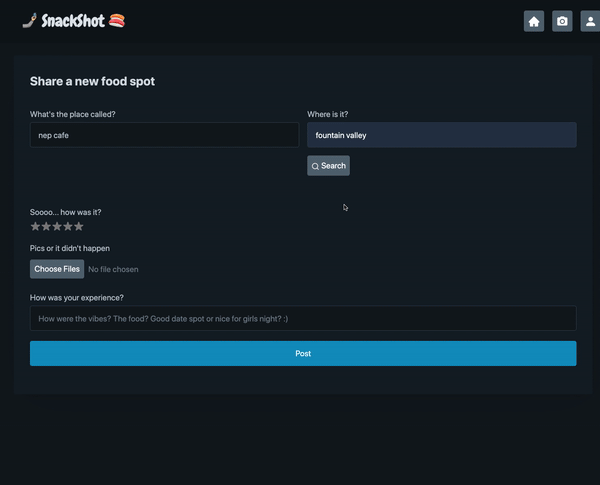 SnackShot
Share a new food spot
What's the place called?
Where is it?
nep cafe
fountain valley
Search
Soooo... how was it?
Pics or it didn't happen
Choose Files
No file chosen
How was your experience?
How were the vibes? The food? Good date spot or nice for girls night? :)
Post